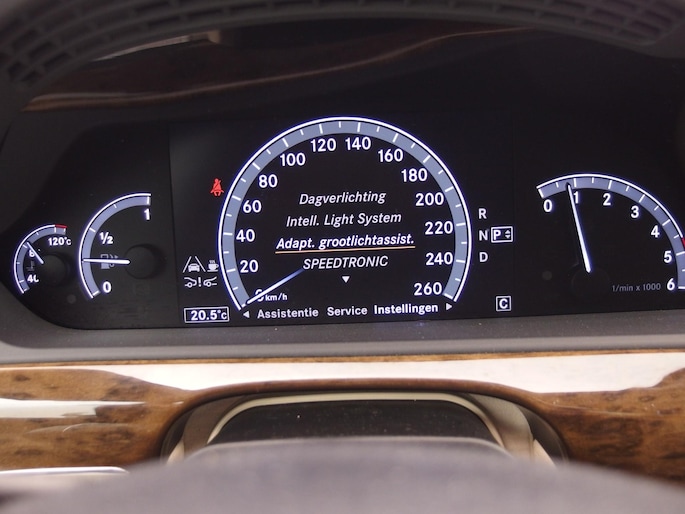 120°C
40
1
½
0
20
40
60
80
100
120
140
160
180
200
220
240
260
km/h
Dagverlichting
Intell. Light System
Adapt. grootlichtassist.
SPEEDTRONIC
Assistentie Service Instellingen
20.5°C
R
N P
D
C
0
1
2
3
4
5
6
1/min x 1000